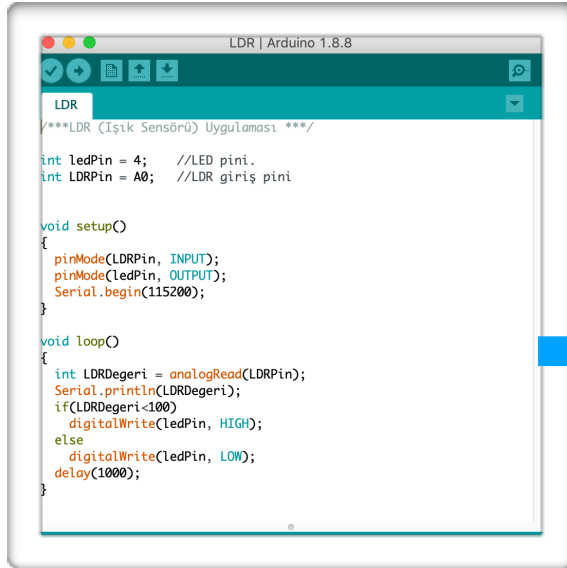 LDR | Arduino 1.8.8
LDR
/***LDR (Işık Sensörü) Uygulaması ***/
int ledPin = 4;    //LED pini.
int LDRPin = A0;   //LDR giriş pini
void setup()
{
  pinMode(LDRPin, INPUT);
  pinMode(ledPin, OUTPUT);
  Serial.begin(115200);
}
void loop()
{
  int LDRDegeri = analogRead(LDRPin);
  Serial.println(LDRDegeri);
  if(LDRDegeri<100)
    digitalWrite(ledPin, HIGH);
  else
    digitalWrite(ledPin, LOW);
  delay(1000);
}